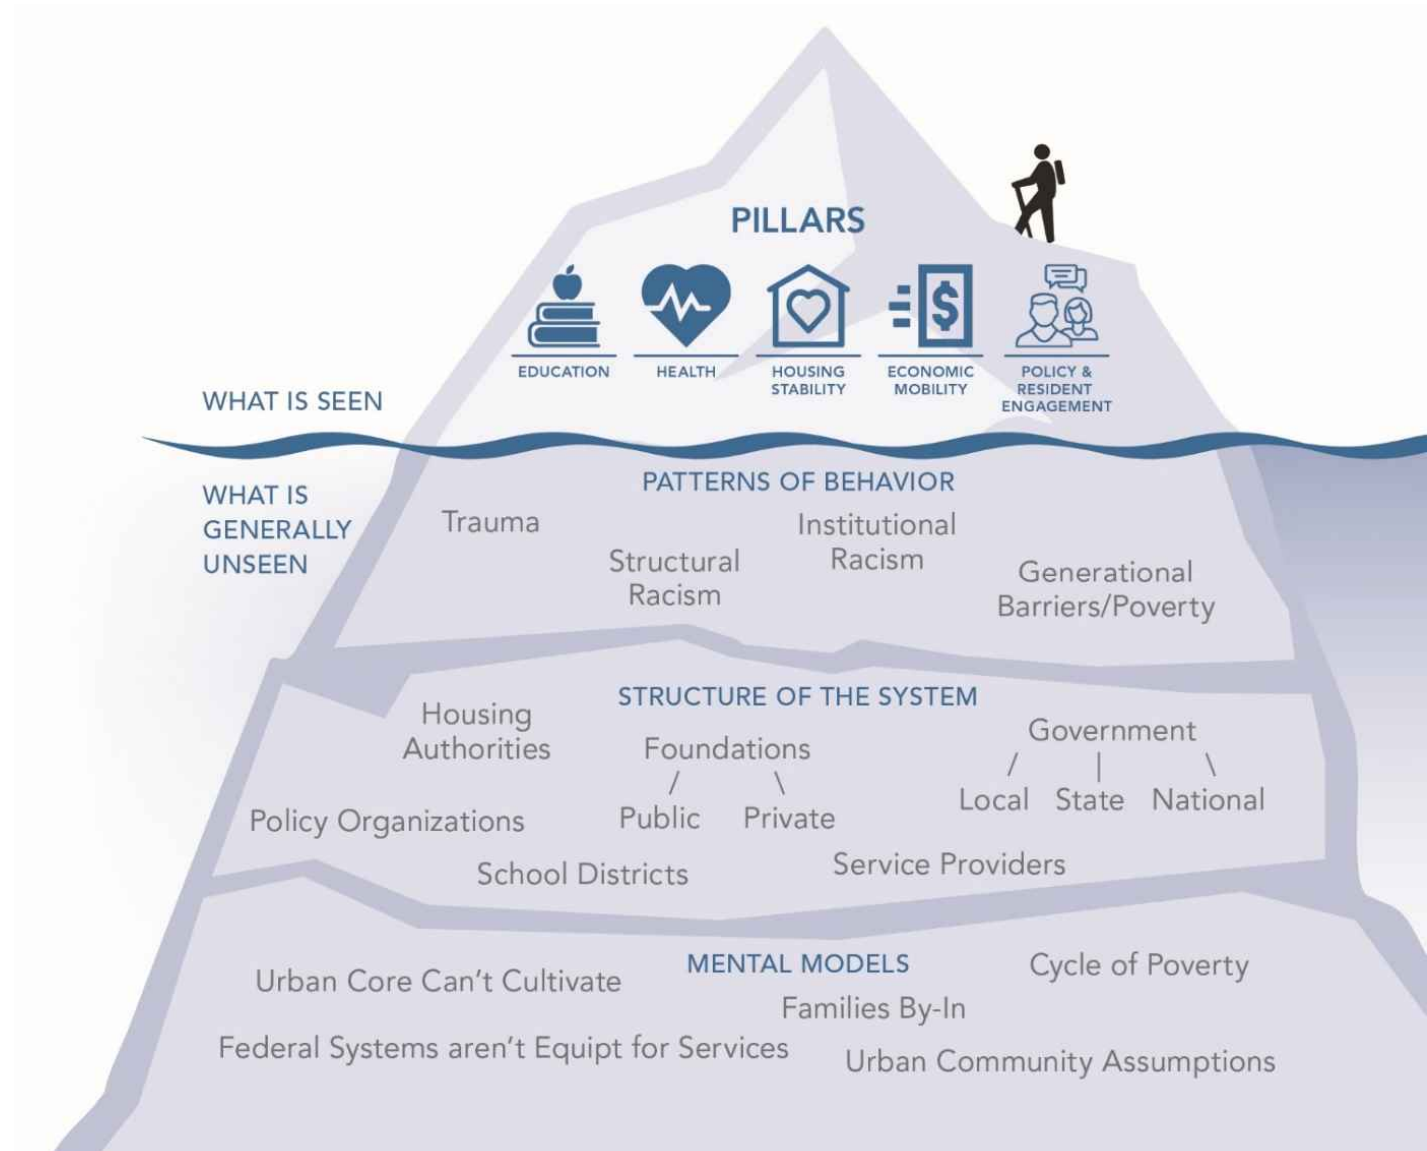 PILLARS
EDUCATION
HEALTH
HOUSING
STABILITY
ECONOMIC
MOBILITY
POLICY &
RESIDENT
ENGAGEMENT
WHAT IS SEEN
WHAT IS
GENERALLY
UNSEEN
PATTERNS OF BEHAVIOR
Trauma
Structural
Racism
Institutional
Racism
Generational
Barriers/Poverty
STRUCTURE OF THE SYSTEM
Housing
Authorities
Foundations
Public Private
Government
Local State National
Policy Organizations
School Districts
Service Providers
MENTAL MODELS
Urban Core Can't Cultivate
Families By-In
Cycle of Poverty
Federal Systems aren't Equipt for Services
Urban Community Assumptions